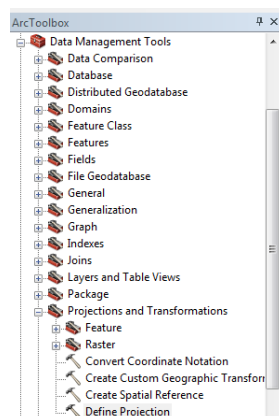 ArcToolbox
Data Management Tools
Data Comparison
Database
Distributed Geodatabase
Domains
Feature Class
Features
Fields
File Geodatabase
General
Generalization
Graph
Indexes
Joins
Layers and Table Views
Package
Projections and Transformations
Feature
Raster
Convert Coordinate Notation
Create Custom Geographic Transforr
Create Spatial Reference
Define Projection